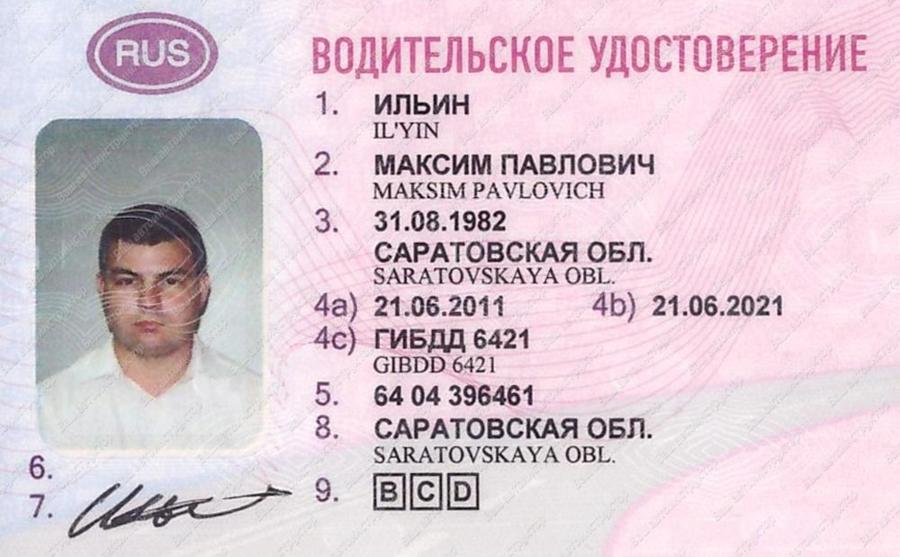 RUS
ВОДИТЕЛЬСКОЕ УДОСТОВЕРЕНИЕ
1. ИЛЬИН
IL'YIN
2. МАКСИМ ПАВЛОВИЧ
MAKSIM PAVLOVICH
3. 31.08.1982
САРАТОВСКАЯ ОБЛ.
SARATOVSKAYA OBL.
4a) 21.06.2011 4b) 21.06.2021
4c) ГИБДД 6421
GIBDD 6421
5. 64 04 396461
8. САРАТОВСКАЯ ОБЛ.
SARATOVSKAYA OBL.
6.
7.
9. B C D